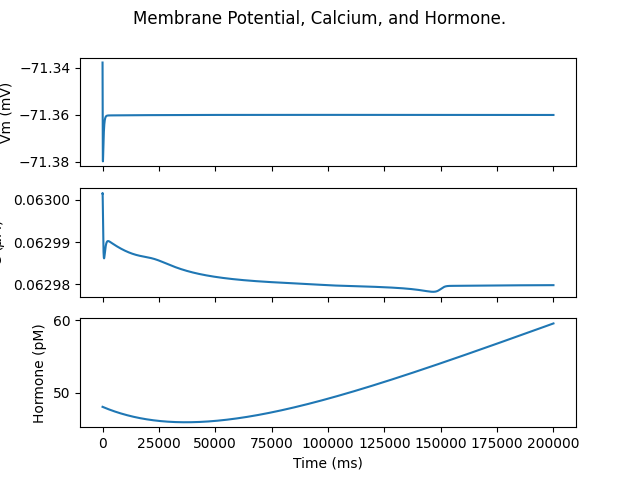 Membrane Potential, Calcium, and Hormone.
Vm (mV)
−71.34
−71.36
−71.38
0.06300
0.06299
0.06298
Hormone (pM)
60
50
0 25000 50000 75000 100000 125000 150000 175000 200000
Time (ms)